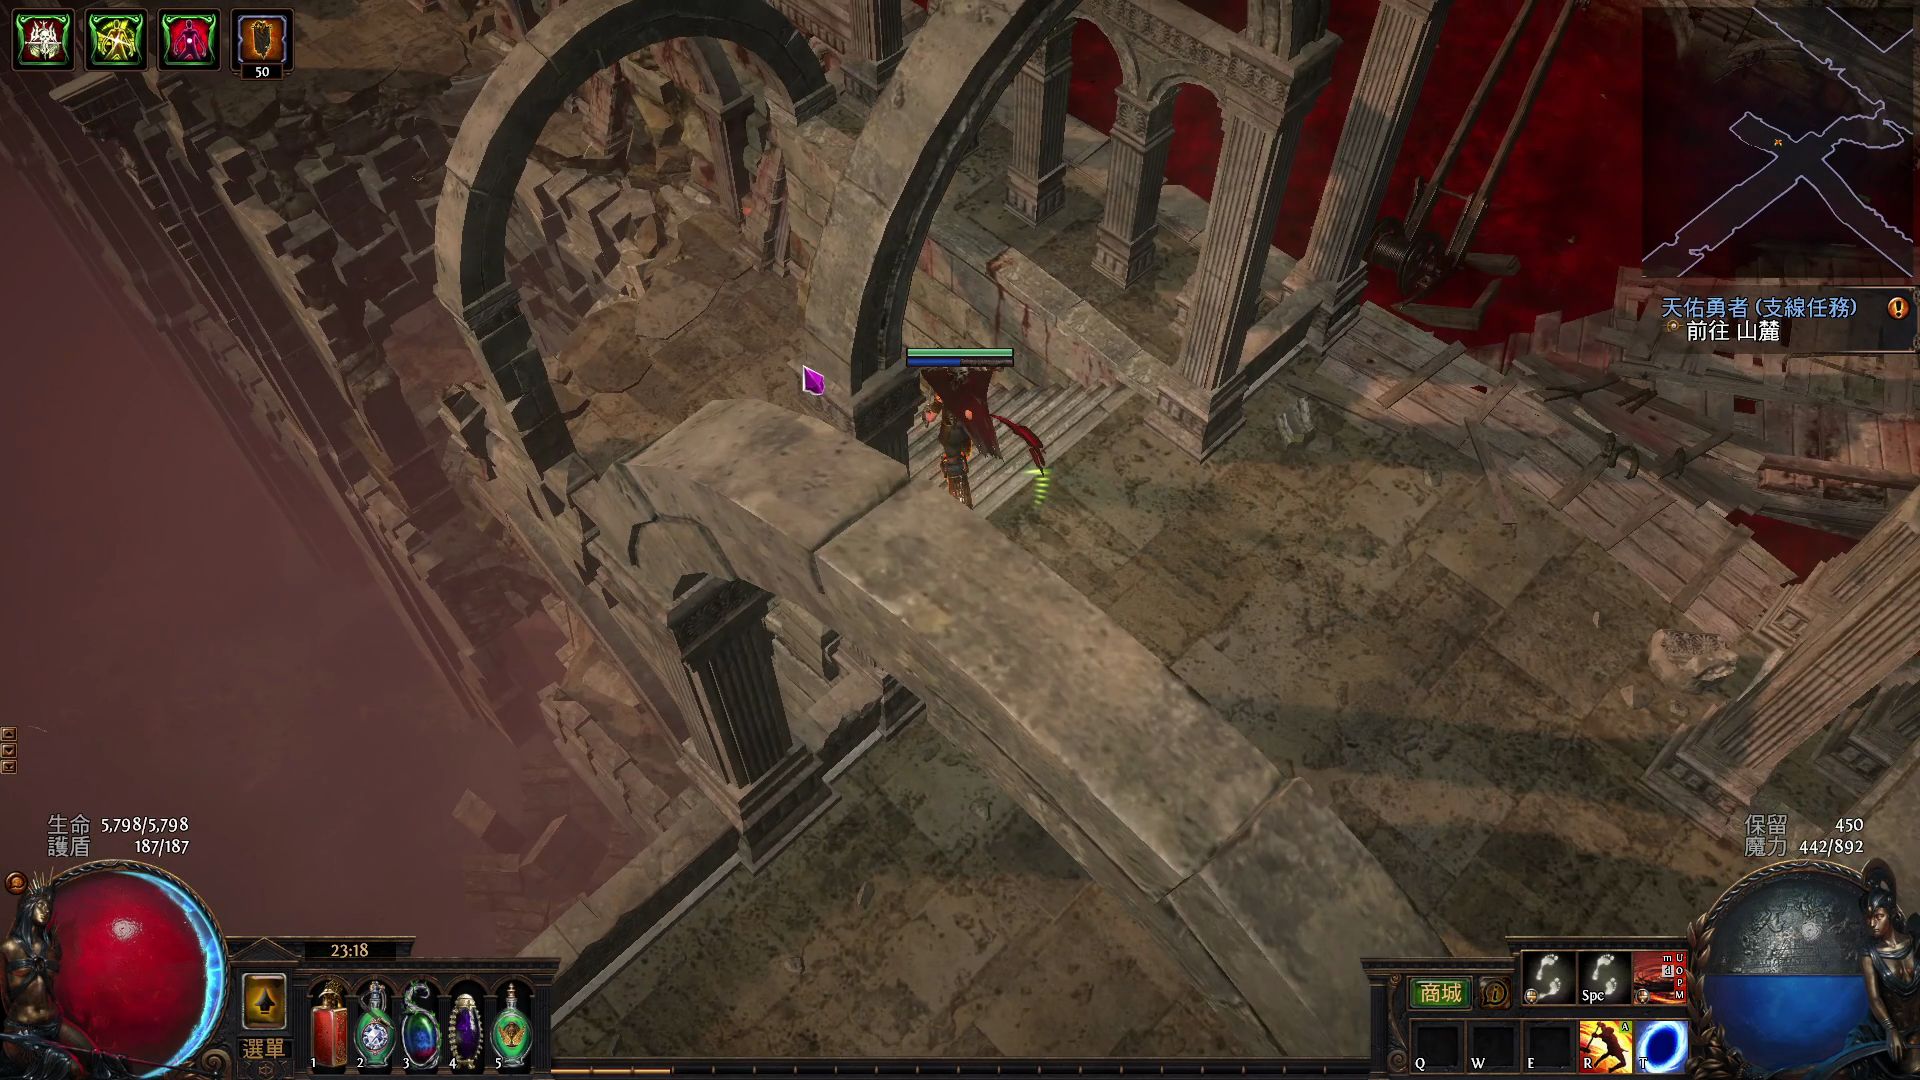 50
天佑勇者 (支線任務)
前往 山麓
生命 5,798/5,798
護盾 187/187
保留 450
魔力 442/892
23:18
選單
1
2
3
4
5
商城
Spc
m U
d O
P
M
Q
W
E
R
A
T